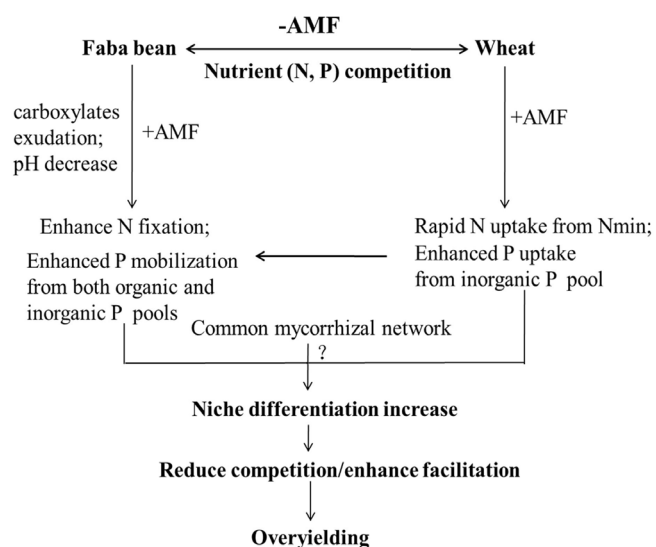 -AMF
Faba bean
Wheat
Nutrient (N, P) competition
carboxylates
exudation;
pH decrease
+AMF
+AMF
Enhance N fixation;
Enhanced P mobilization
from both organic and
inorganic P pools
Rapid N uptake from Nmin;
Enhanced P uptake
from inorganic P pool
Common mycorrhizal network
?
Niche differentiation increase
Reduce competition/enhance facilitation
Overyielding